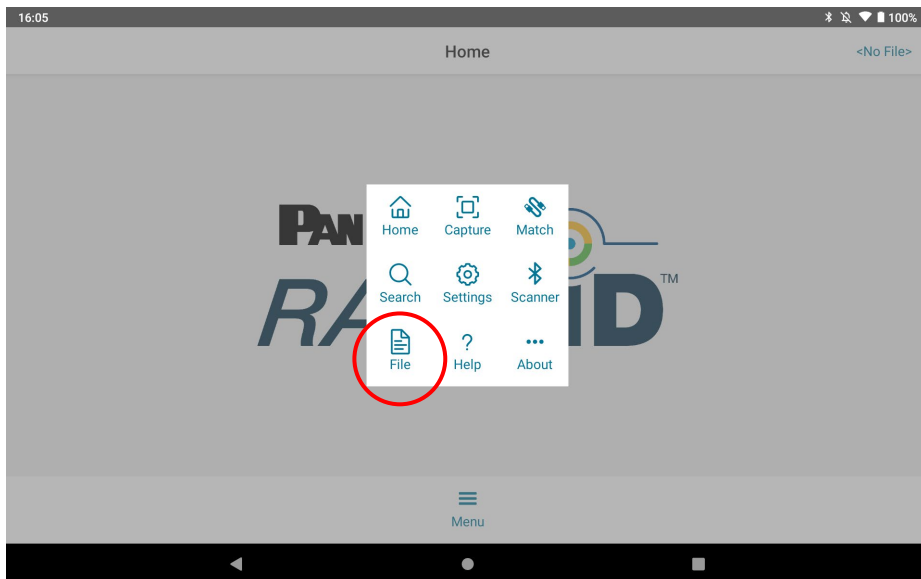 16:05 100%
Home <No File>
PAN
RA ID TM
Home Capture Match
Search Settings Scanner
File Help About
Menu